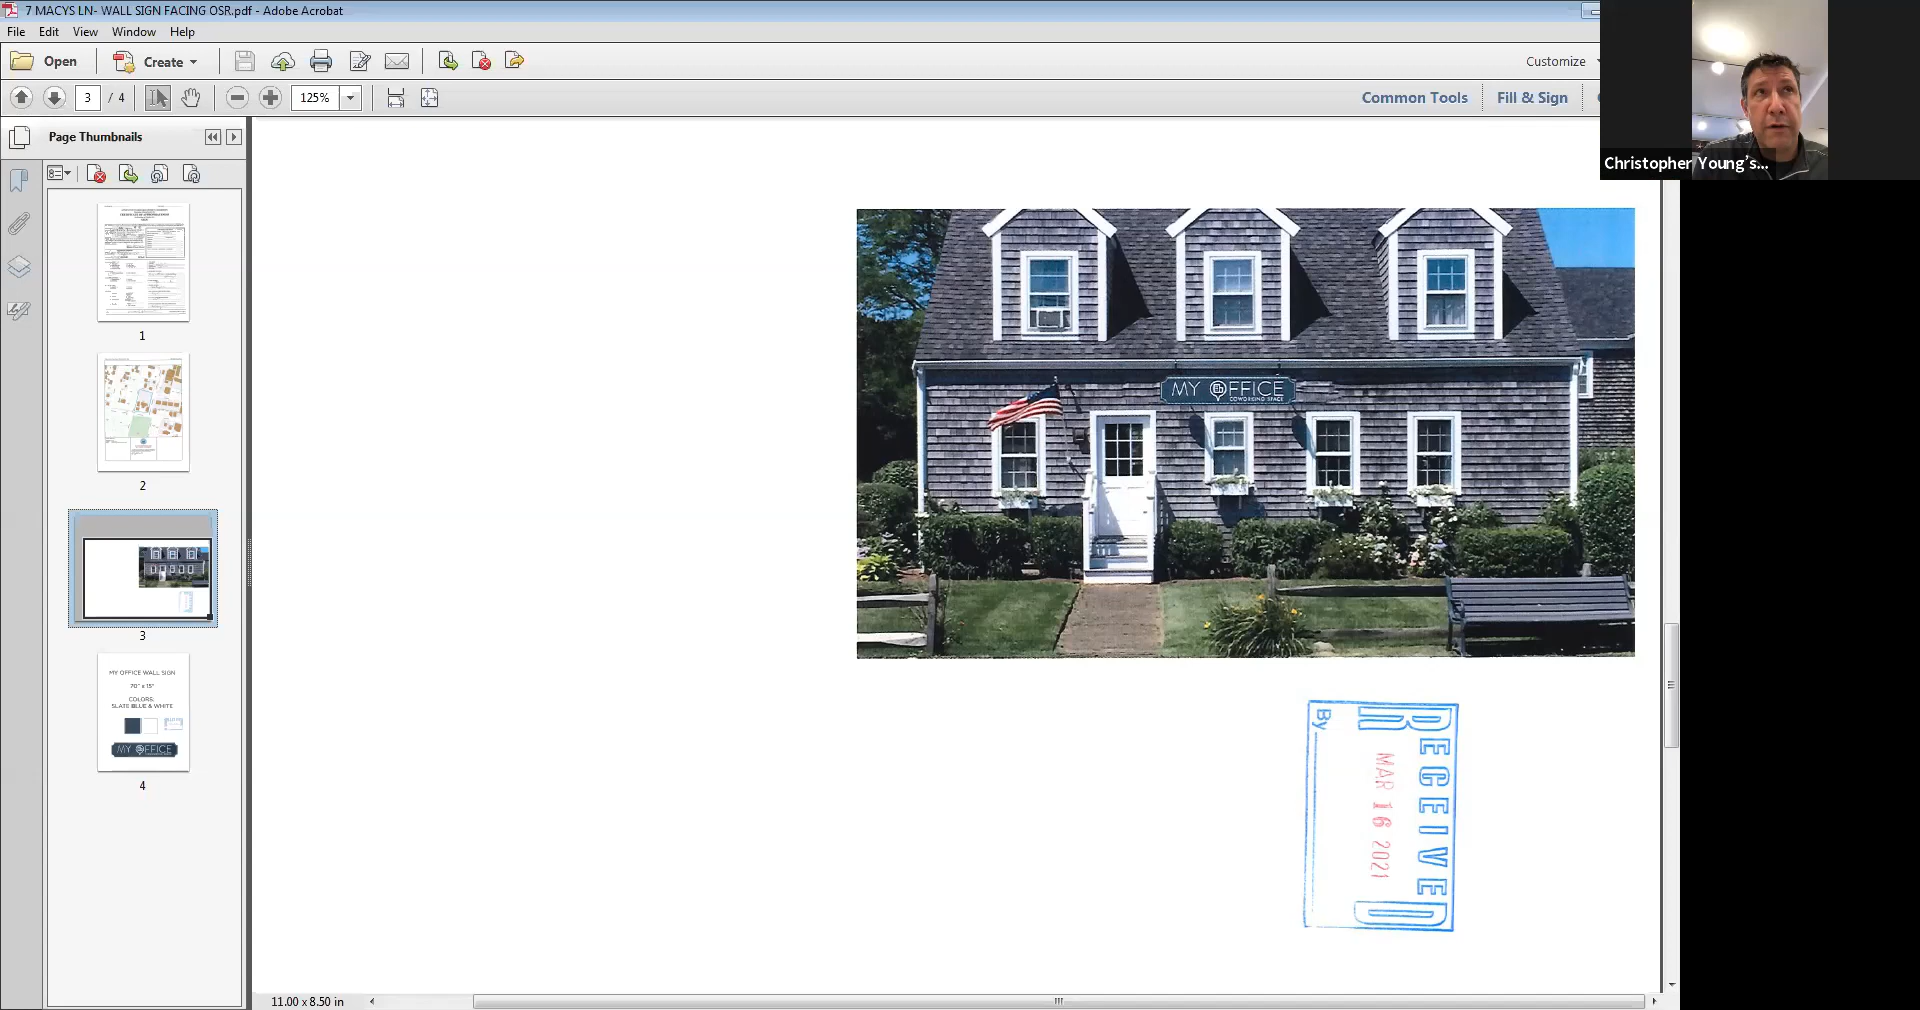 7 MACYS LN- WALL SIGN FACING OSR.pdf - Adobe Acrobat
File Edit View Window Help
Open Create Customize
3 / 4 125% Common Tools Fill & Sign
Christopher Young's...
Page Thumbnails
1
2
3
MY OFFICE WALL SIGN
70" x 15"
COLORS:
SLATE BLUE & WHITE
MY OFFICE
4
MY OFFICE
COWORKING SPACE
RECEIVED
MAR 16 2021
By
11.00 x 8.50 in